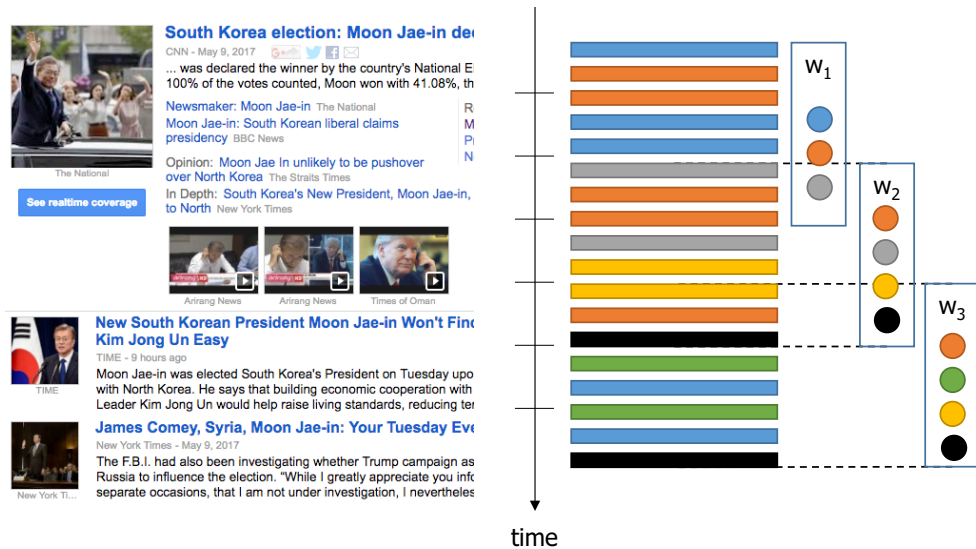 South Korea election: Moon Jae-in dec
CNN - May 9, 2017
... was declared the winner by the country's National El
100% of the votes counted, Moon won with 41.08%, th
Newsmaker: Moon Jae-in The National
Moon Jae-in: South Korean liberal claims
presidency BBC News
Opinion: Moon Jae In unlikely to be pushover
over North Korea The Straits Times
In Depth: South Korea's New President, Moon Jae-in,
to North New York Times
The National
See realtime coverage
Arirang News
Arirang News
Times of Oman
New South Korean President Moon Jae-in Won't Find
Kim Jong Un Easy
TIME - 9 hours ago
Moon Jae-in was elected South Korea's President on Tuesday upo
with North Korea. He says that building economic cooperation with
Leader Kim Jong Un would help raise living standards, reducing ten
TIME
James Comey, Syria, Moon Jae-in: Your Tuesday Eve
New York Times - May 9, 2017
The F.B.I. had also been investigating whether Trump campaign as
Russia to influence the election. "While I greatly appreciate you info
separate occasions, that I am not under investigation, I nevertheles
New York Ti...
w1
w2
w3
time